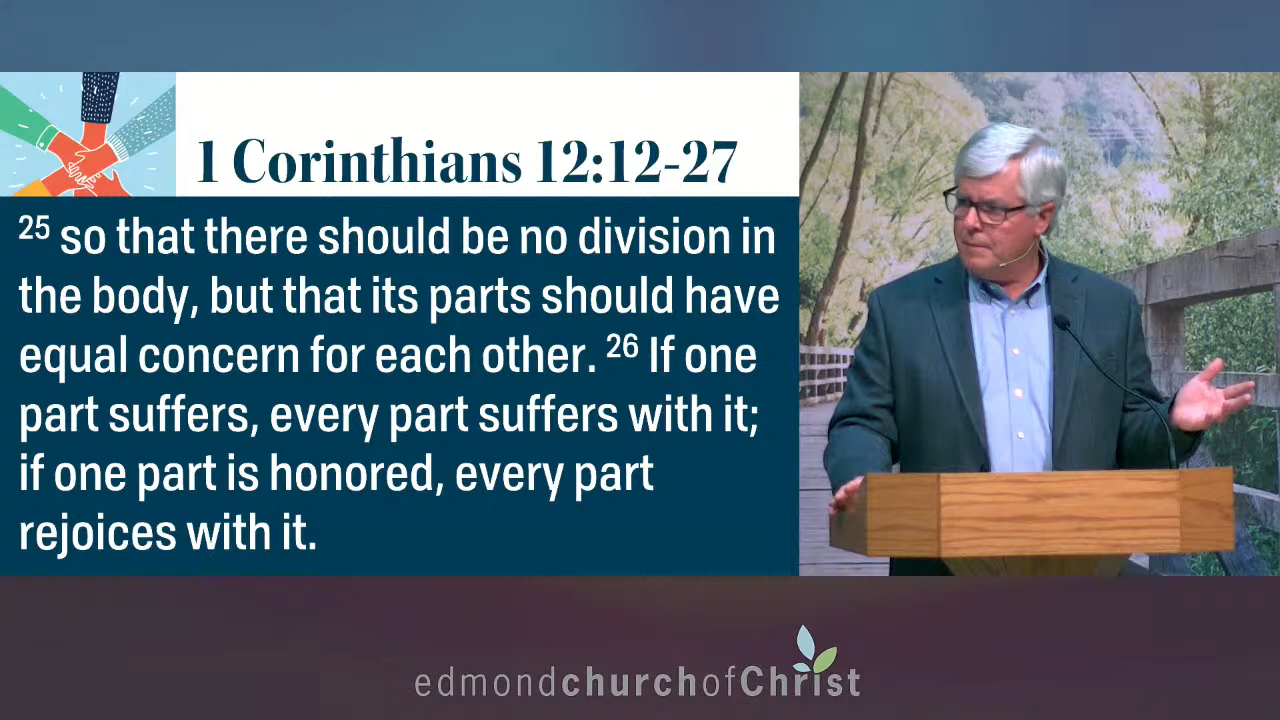 1 Corinthians 12:12-27
25 so that there should be no division in
the body, but that its parts should have
equal concern for each other. 26 If one
part suffers, every part suffers with it;
if one part is honored, every part
rejoices with it.
edmondchurchofChrist